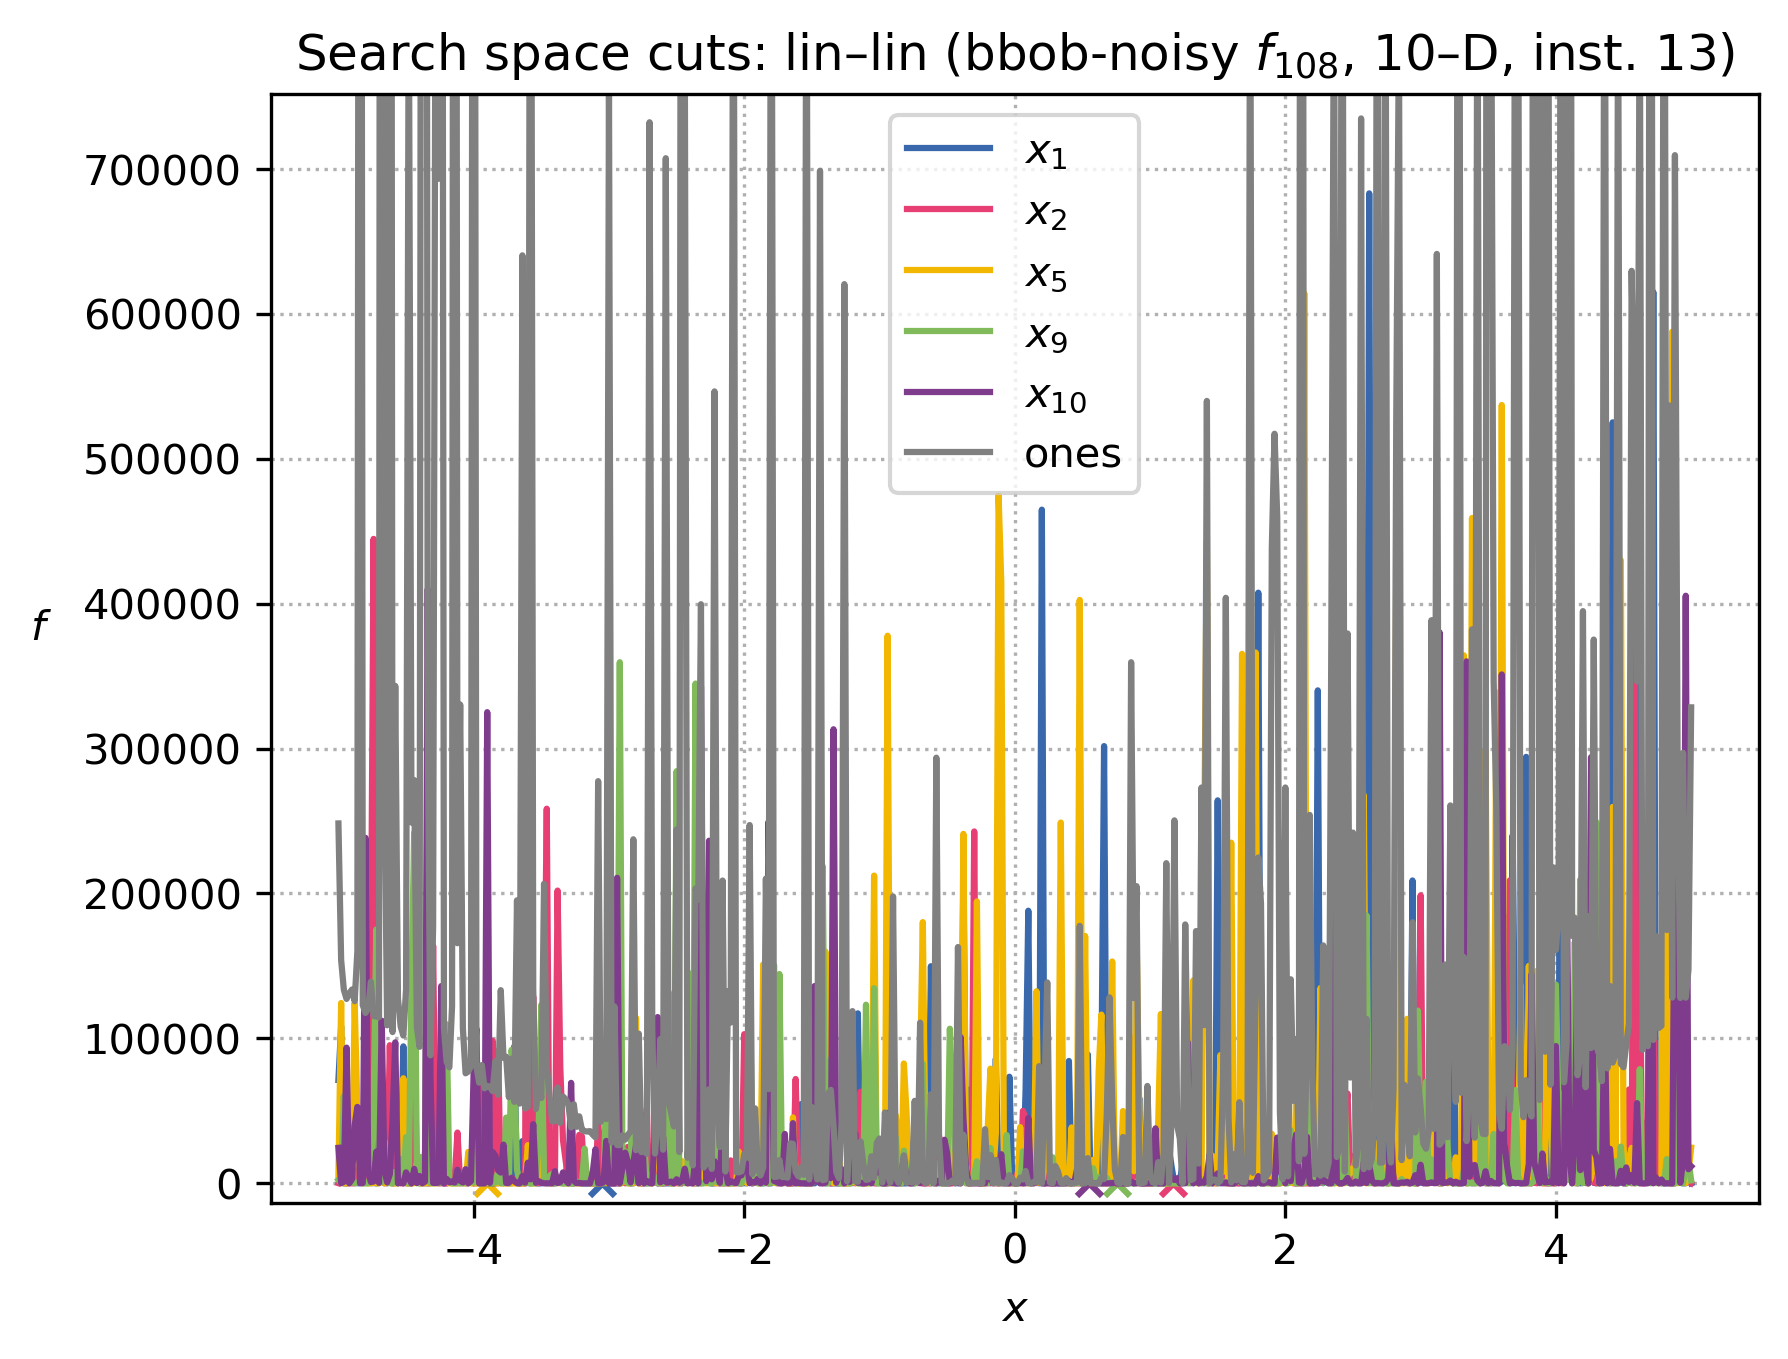 Search space cuts: lin–lin (bbob-noisy f₁₀₈, 10–D, inst. 13)
x₁
x₂
x₅
x₉
x₁₀
ones
700000
600000
500000
400000
300000
200000
100000
0
f
−4 −2 0 2 4
x